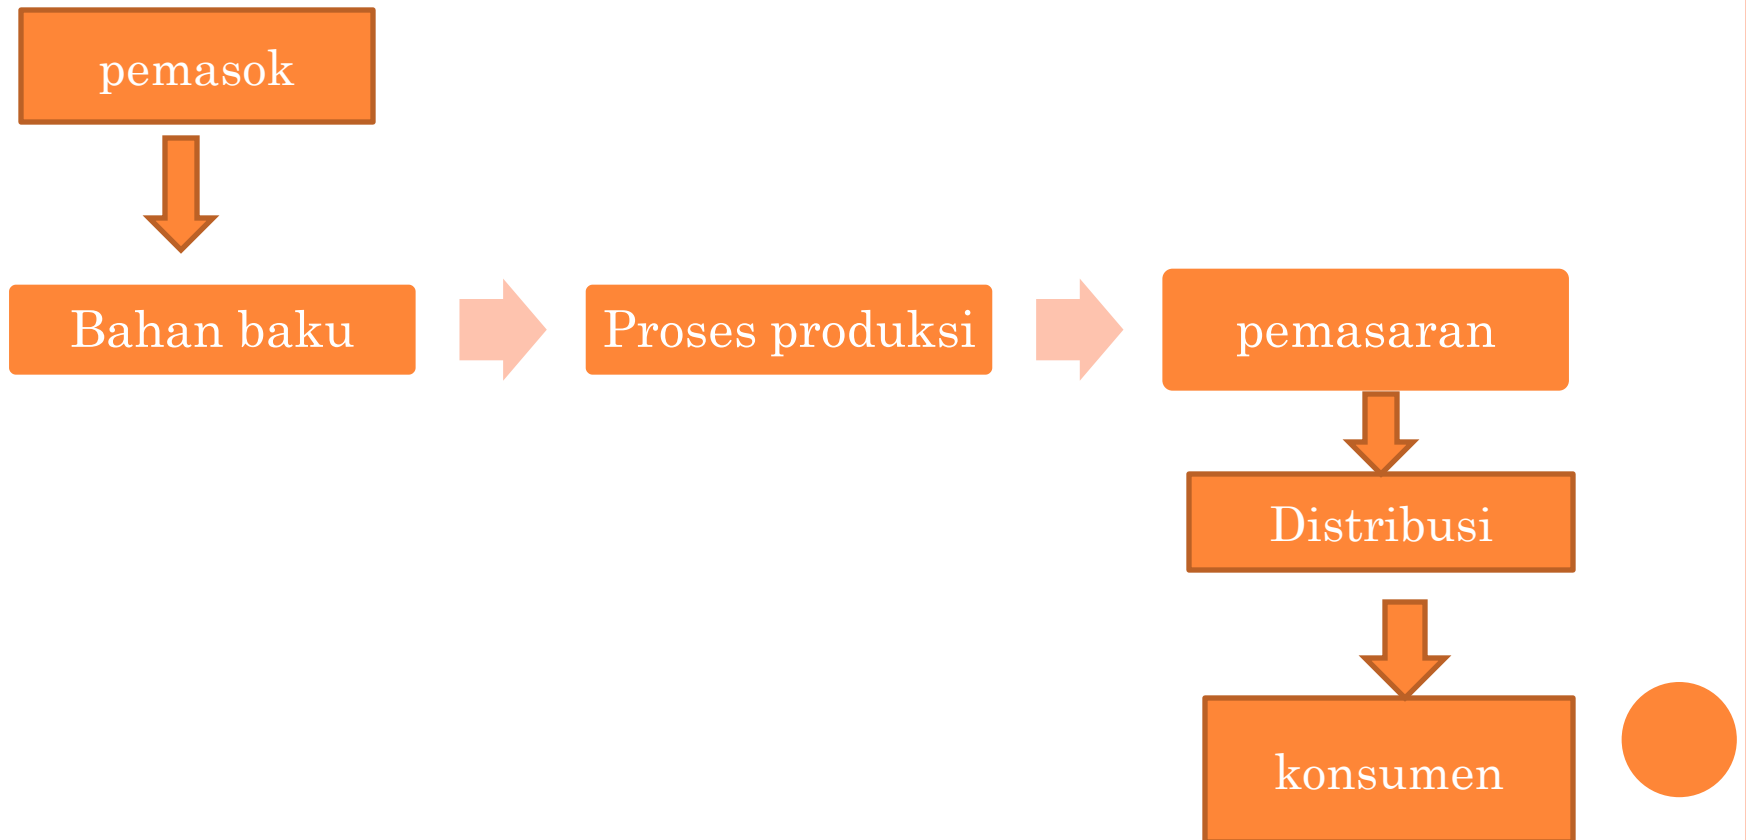 pemasok
Bahan baku
Proses produksi
pemasaran
Distribusi
konsumen